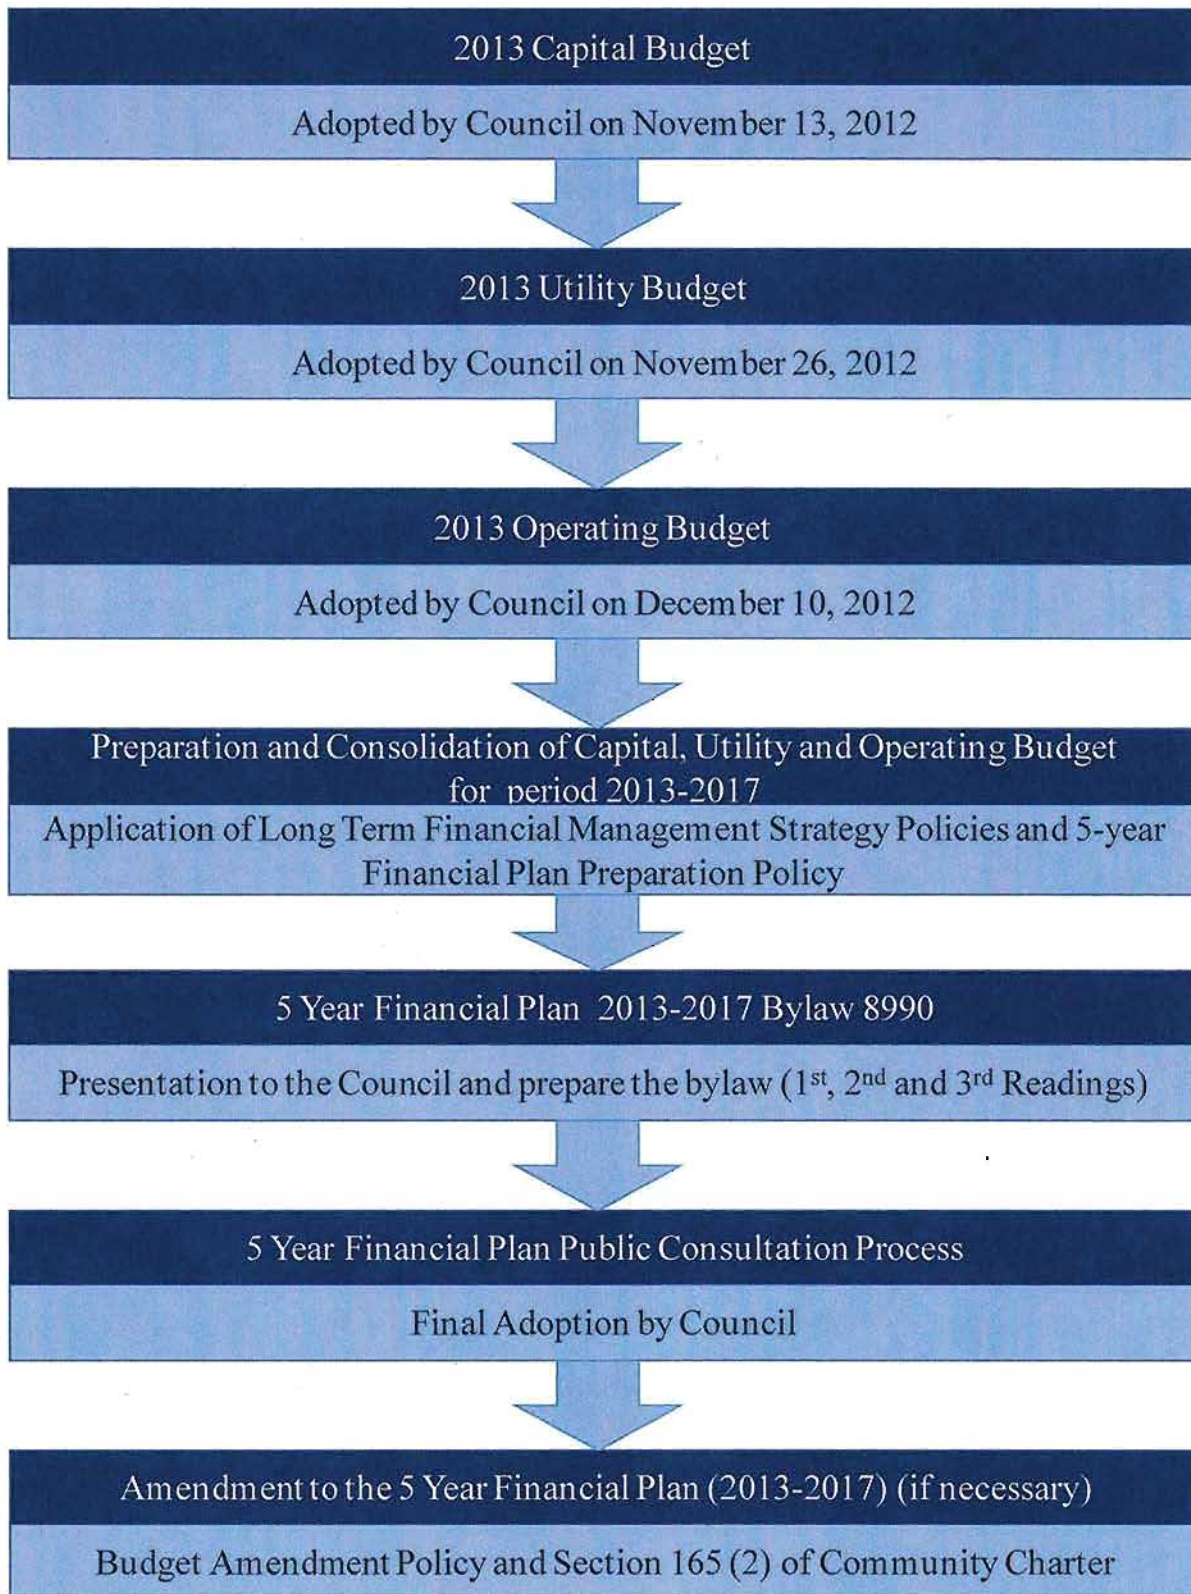 2013 Capital Budget
Adopted by Council on November 13, 2012
2013 Utility Budget
Adopted by Council on November 26, 2012
2013 Operating Budget
Adopted by Council on December 10, 2012
Preparation and Consolidation of Capital, Utility and Operating Budget
for period 2013-2017
Application of Long Term Financial Management Strategy Policies and 5-year
Financial Plan Preparation Policy
5 Year Financial Plan 2013-2017 Bylaw 8990
Presentation to the Council and prepare the bylaw (1st, 2nd and 3rd Readings)
5 Year Financial Plan Public Consultation Process
Final Adoption by Council
Amendment to the 5 Year Financial Plan (2013-2017) (if necessary)
Budget Amendment Policy and Section 165 (2) of Community Charter